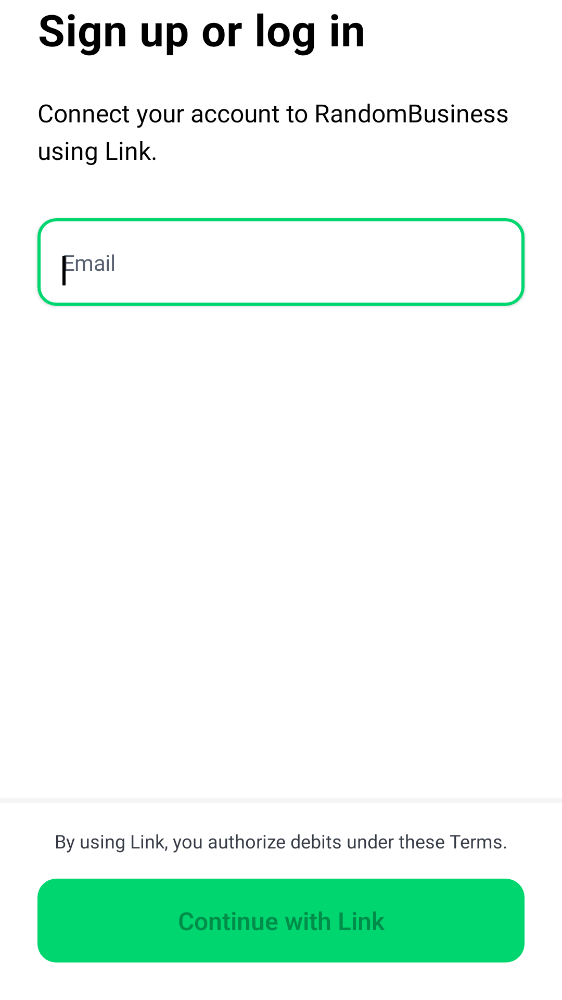 Sign up or log in
Connect your account to RandomBusiness
using Link.
Email
By using Link, you authorize debits under these Terms.
Continue with Link